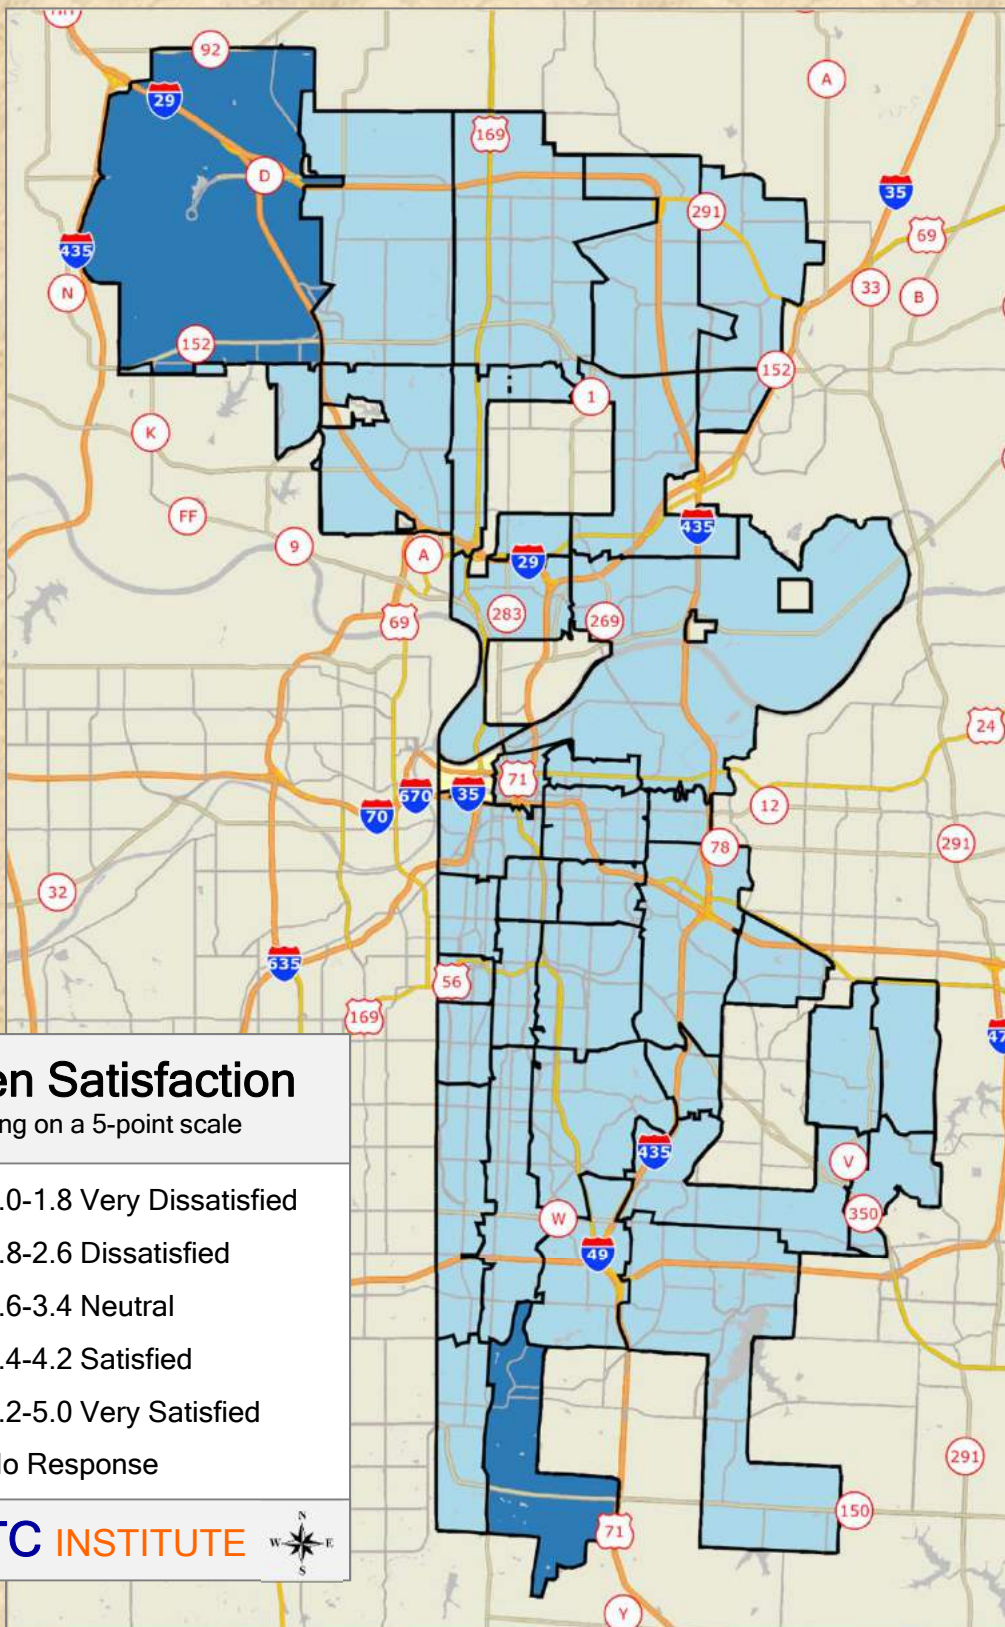 92
29
A
169
D
291
35
69
435
N
33
B
152
152
1
K
FF
435
9
A
29
283
269
69
24
71
670
35
70
12
78
291
32
635
56
169
47
en Satisfaction
ng on a 5-point scale
435
V
.0-1.8 Very Dissatisfied
W
350
.8-2.6 Dissatisfied
49
.6-3.4 Neutral
.4-4.2 Satisfied
.2-5.0 Very Satisfied
lo Response
291
150
TC INSTITUTE
N
W E
S
71
Y